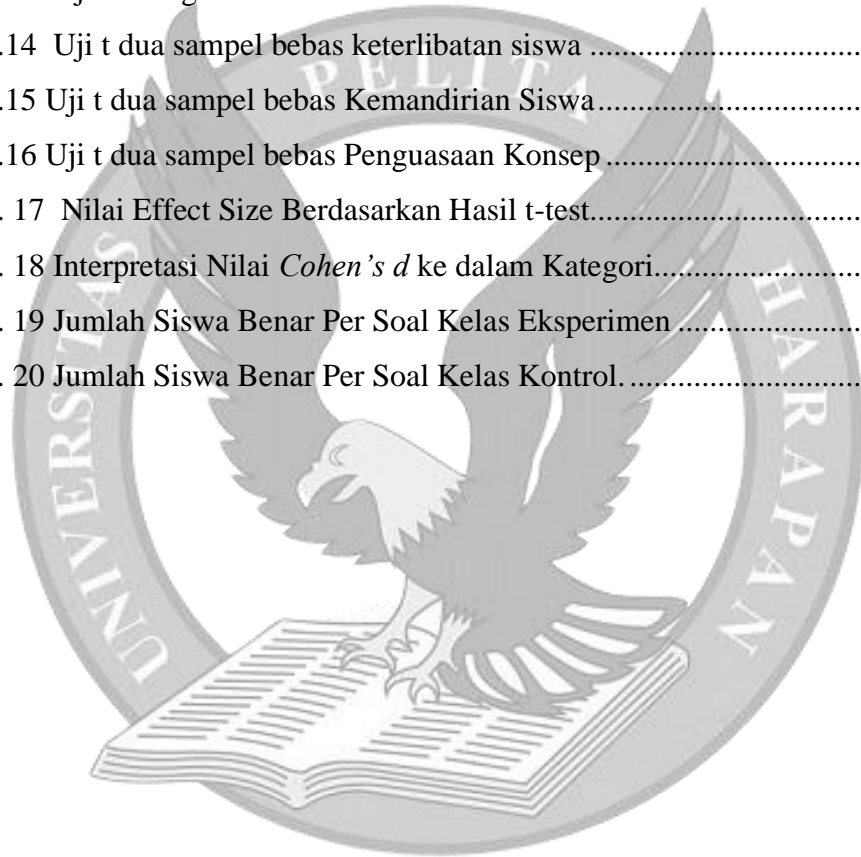 .14 Uji t dua sampel bebas keterlibatan siswa ................................
.15 Uji t dua sampel bebas Kemandirian Siswa...............................
.16 Uji t dua sampel bebas Penguasaan Konsep ..............................
. 17 Nilai Effect Size Berdasarkan Hasil t-test................................
. 18 Interpretasi Nilai Cohen's d ke dalam Kategori.........................
. 19 Jumlah Siswa Benar Per Soal Kelas Eksperimen ......................
. 20 Jumlah Siswa Benar Per Soal Kelas Kontrol. ...........................
UNIVERSITAS PELITA HARAPAN